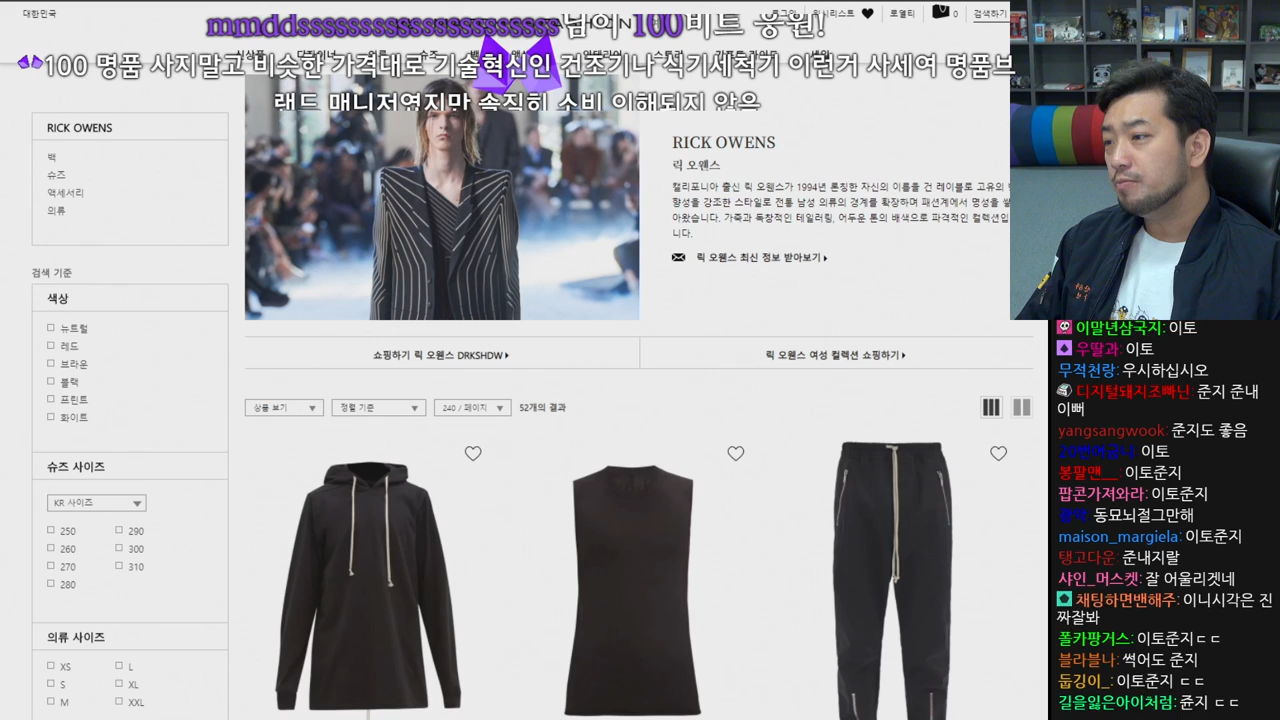 대한민국
위시리스트
로열티
0
검색하기
mmddssssssssssssssssssssssss님이 100비트 응원!
100 명품 사지말고 비슷한 가격대로 기술혁신인 건조기나 식기세척기 이런거 사세여 명품브
랜드 매니저였지만 솔직히 소비 이해되지 않음
RICK OWENS
백
슈즈
액세서리
의류
RICK OWENS
릭 오웬스
캘리포니아 출신 릭 오웬스가 1994년 론칭한 자신의 이름을 건 레이블로 고유의
향성을 강조한 스타일로 전통 남성 의류의 경계를 확장하며 패션계에서 명성을
아왔습니다. 가죽과 독창적인 테일러링, 어두운 톤의 배색으로 파격적인 컬렉션입
니다.
릭 오웬스 최신 정보 받아보기
검색 기준
색상
뉴트럴
레드
브라운
블랙
프린트
화이트
쇼핑하기 릭 오웬스 DRKSHDW
릭 오웬스 여성 컬렉션 쇼핑하기
상품 보기
정렬 기준
240 / 페이지
52개의 결과
슈즈 사이즈
KR 사이즈
250 290
260 300
270 310
280
의류 사이즈
XS L
S XL
M XXL
이말년삼국지: 이토
우딸과: 이토
무적천랑: 우시하십시오
디지털돼지조빠닌: 준지 준내
이뻐
yangsangwook: 준지도 좋음
이토
봉팔맨__: 이토준지
팝콘가져와라: 이토준지
동묘뇌절그만해
maison_margiela: 이토준지
탱고다운: 준내지랄
샤인_머스켓: 잘 어울리겟네
채팅하면밴해주: 이니시각은 진
짜잘봐
폴카팡거스: 이토준지ㄷㄷ
블라블나: 썩어도 준지
둡깅이_: 이토준지 ㄷㄷ
길을잃은아이처럼: 쥰지 ㄷㄷ